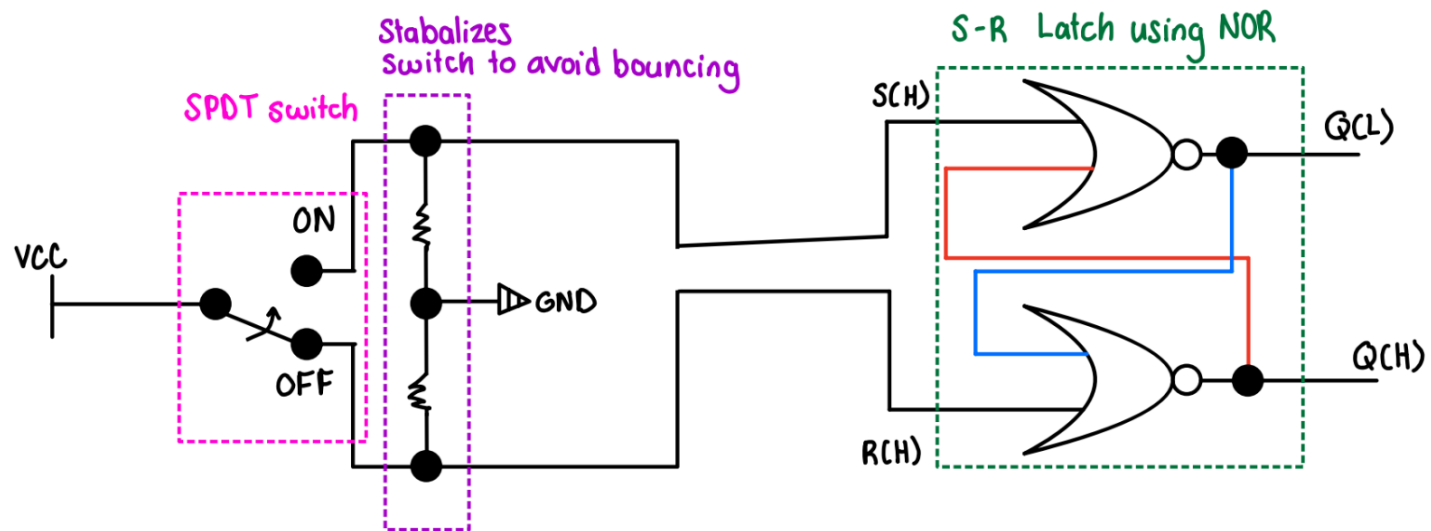 Stabalizes
switch to avoid bouncing
S-R Latch using NOR
SPDT switch
S(H)
Q(L)
ON
VCC
GND
OFF
Q(H)
R(H)